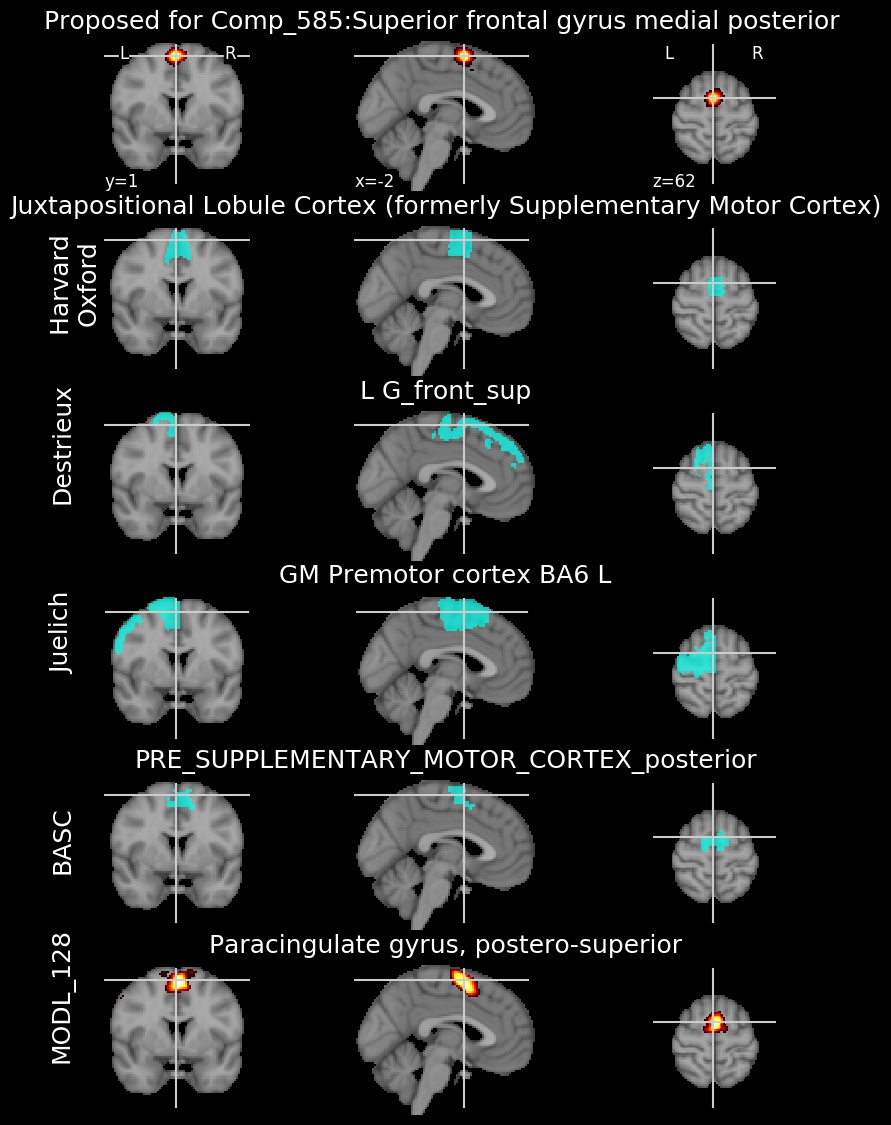 Proposed for Comp_585:Superior frontal gyrus medial posterior
L R L R
y=1 x=-2 z=62
Juxtapositional Lobule Cortex (formerly Supplementary Motor Cortex)
Harvard
Oxford
L G_front_sup
Destrieux
GM Premotor cortex BA6 L
Juelich
PRE_SUPPLEMENTARY_MOTOR_CORTEX_posterior
BASC
Paracingulate gyrus, postero-superior
MODL_128